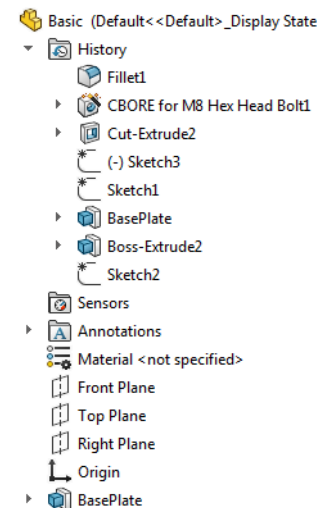 Basic (Default<<Default>_Display State
History
Fillet1
CBORE for M8 Hex Head Bolt1
Cut-Extrude2
(-) Sketch3
Sketch1
BasePlate
Boss-Extrude2
Sketch2
Sensors
Annotations
Material <not specified>
Front Plane
Top Plane
Right Plane
Origin
BasePlate